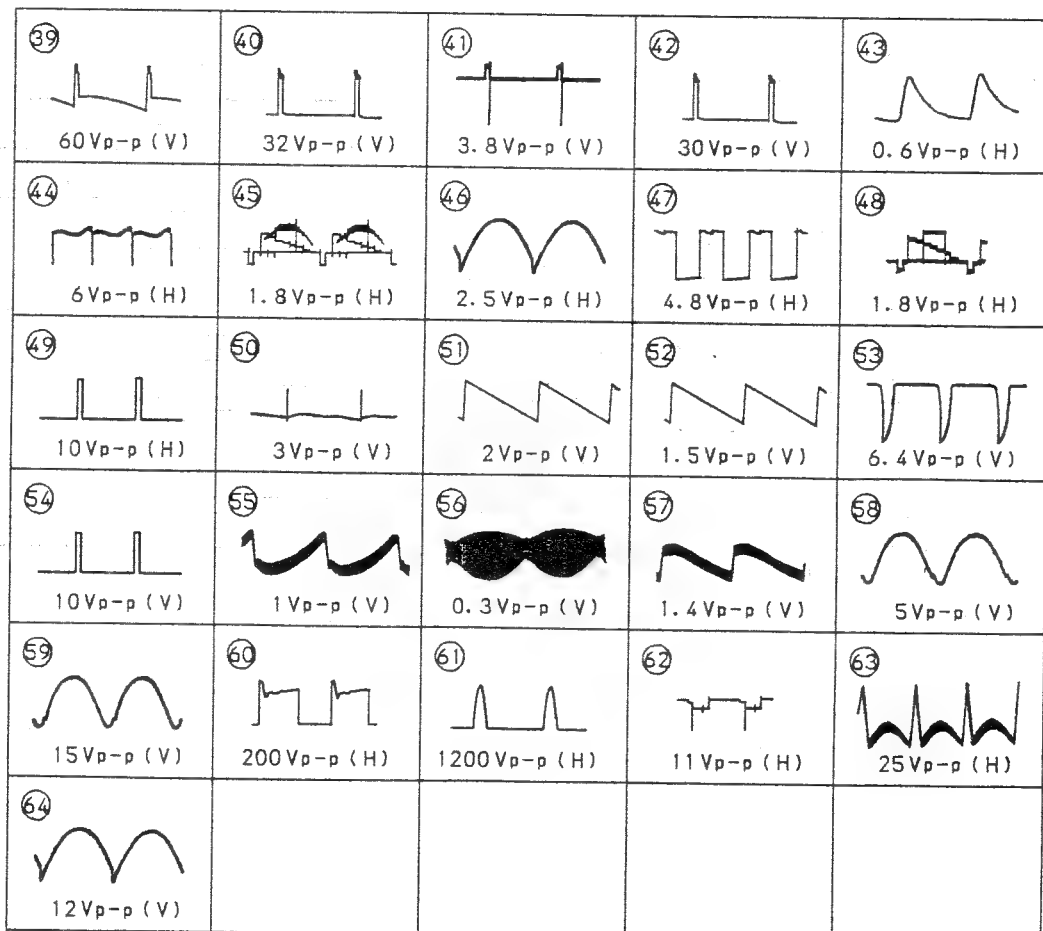 39 40 41 42 43
60Vp-p (V) 32Vp-p (V) 3.8Vp-p (V) 30Vp-p (V) 0.6Vp-p (H)
44 45 46 47 48
6Vp-p (H) 1.8Vp-p (H) 2.5Vp-p (H) 4.8Vp-p (H) 1.8Vp-p (H)
49 50 51 52 53
10Vp-p (H) 3Vp-p (V) 2Vp-p (V) 1.5Vp-p (V) 6.4Vp-p (V)
54 55 56 57 58
10Vp-p (V) 1Vp-p (V) 0.3Vp-p (V) 1.4Vp-p (V) 5Vp-p (V)
59 60 61 62 63
15Vp-p (V) 200Vp-p (H) 1200Vp-p (H) 11Vp-p (H) 25Vp-p (H)
64
12Vp-p (V)